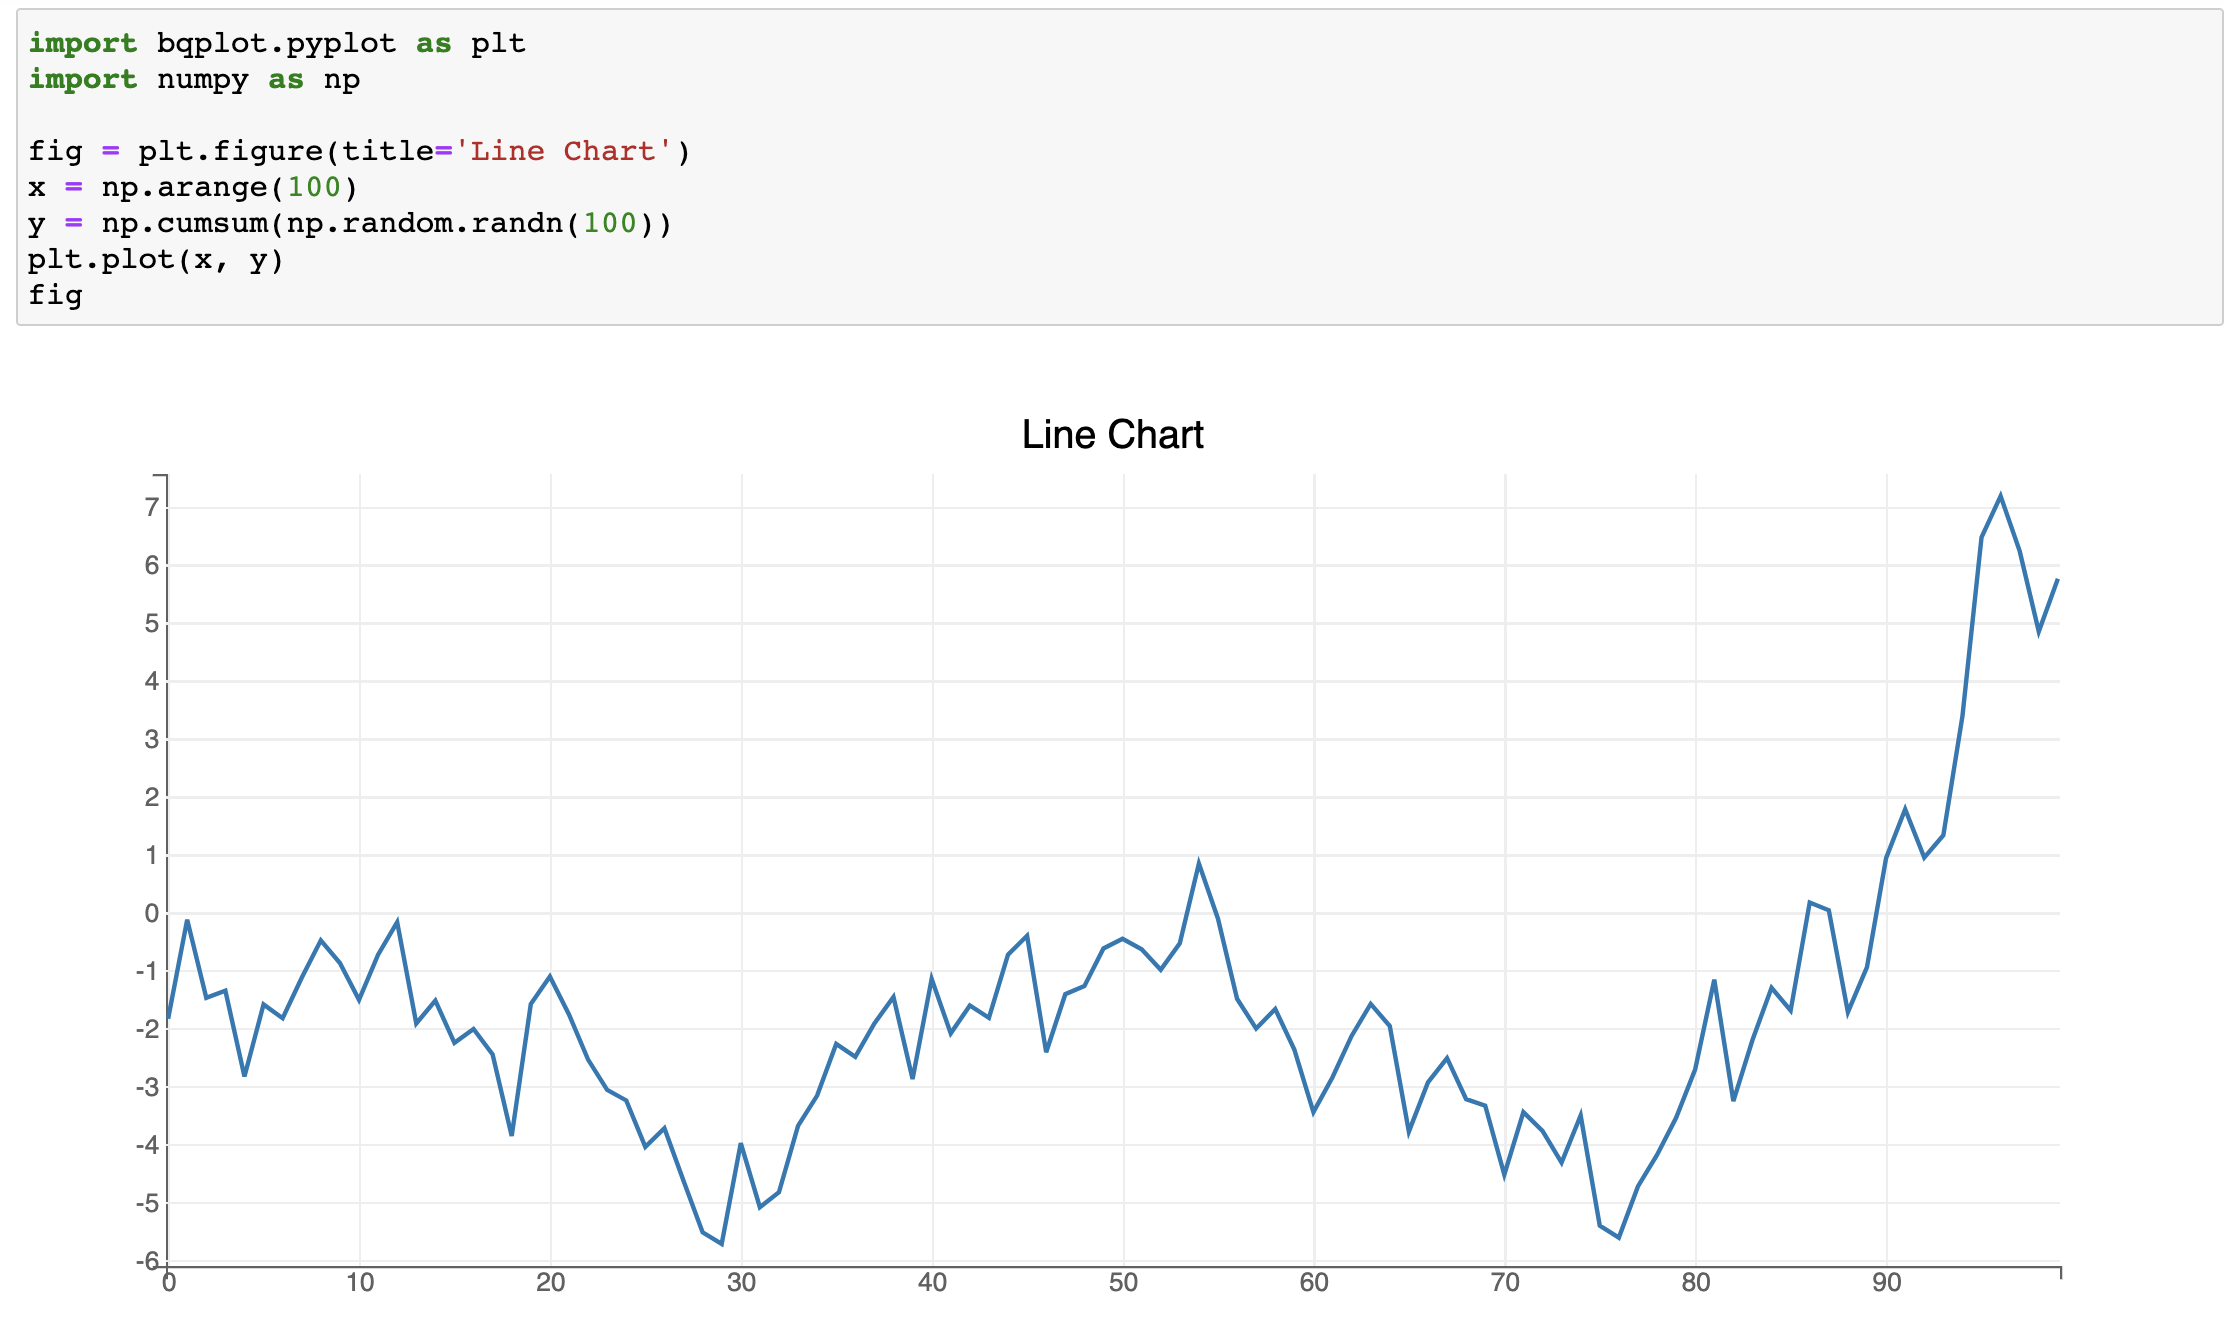 import bqplot.pyplot as plt
import numpy as np

fig = plt.figure(title='Line Chart')
x = np.arange(100)
y = np.cumsum(np.random.randn(100))
plt.plot(x, y)
fig
Line Chart
7
6
5
4
3
2
1
0
-1
-2
-3
-4
-5
-6
0 10 20 30 40 50 60 70 80 90